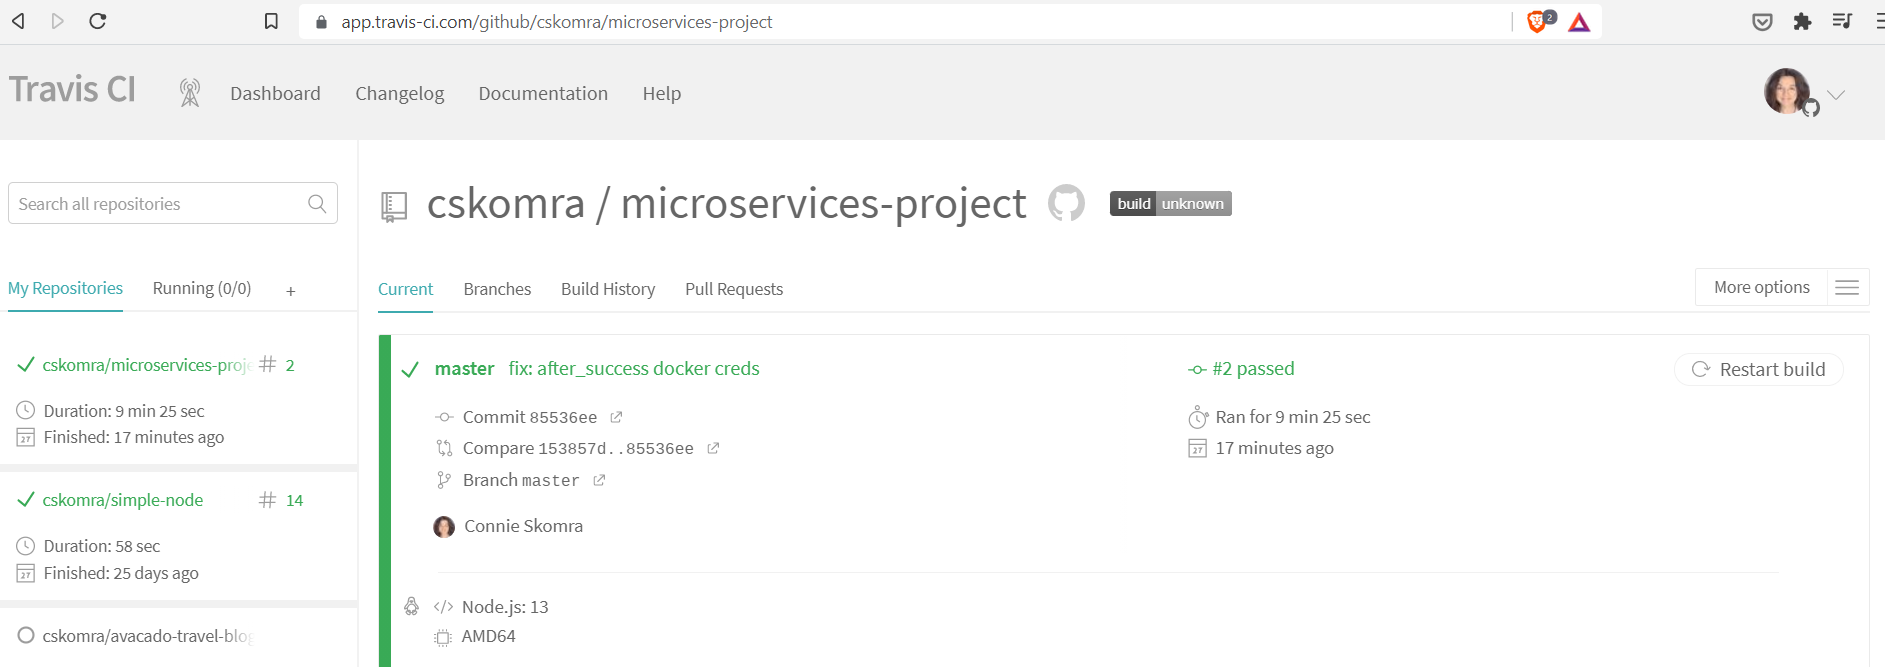 app.travis-ci.com/github/cskomra/microservices-project
2
Travis CI
Dashboard Changelog Documentation Help
Search all repositories
My Repositories Running (0/0) +
cskomra/microservices-proje # 2
Duration: 9 min 25 sec
Finished: 17 minutes ago
cskomra/simple-node # 14
Duration: 58 sec
Finished: 25 days ago
cskomra/avacado-travel-blog
cskomra / microservices-project build unknown
Current Branches Build History Pull Requests More options
master fix: after_success docker creds #2 passed Restart build
Commit 85536ee Ran for 9 min 25 sec
Compare 153857d..85536ee 17 minutes ago
Branch master
Connie Skomra
</> Node.js: 13
AMD64